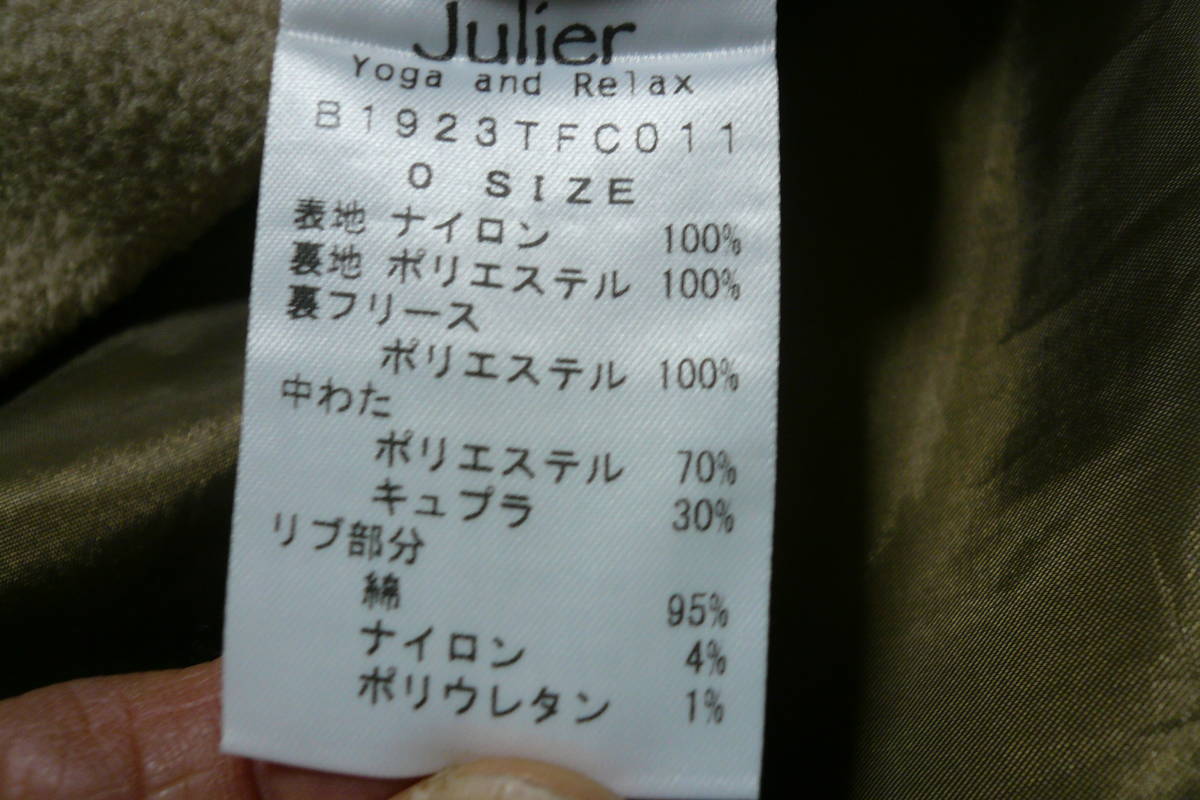 Julier
Yoga and Relax
B1923TFC011
0 SIZE
表地 ナイロン 100%
裏地 ポリエステル 100%
裏フリース
ポリエステル 100%
中わた
ポリエステル 70%
キュプラ 30%
リブ部分
綿 95%
ナイロン 4%
ポリウレタン 1%